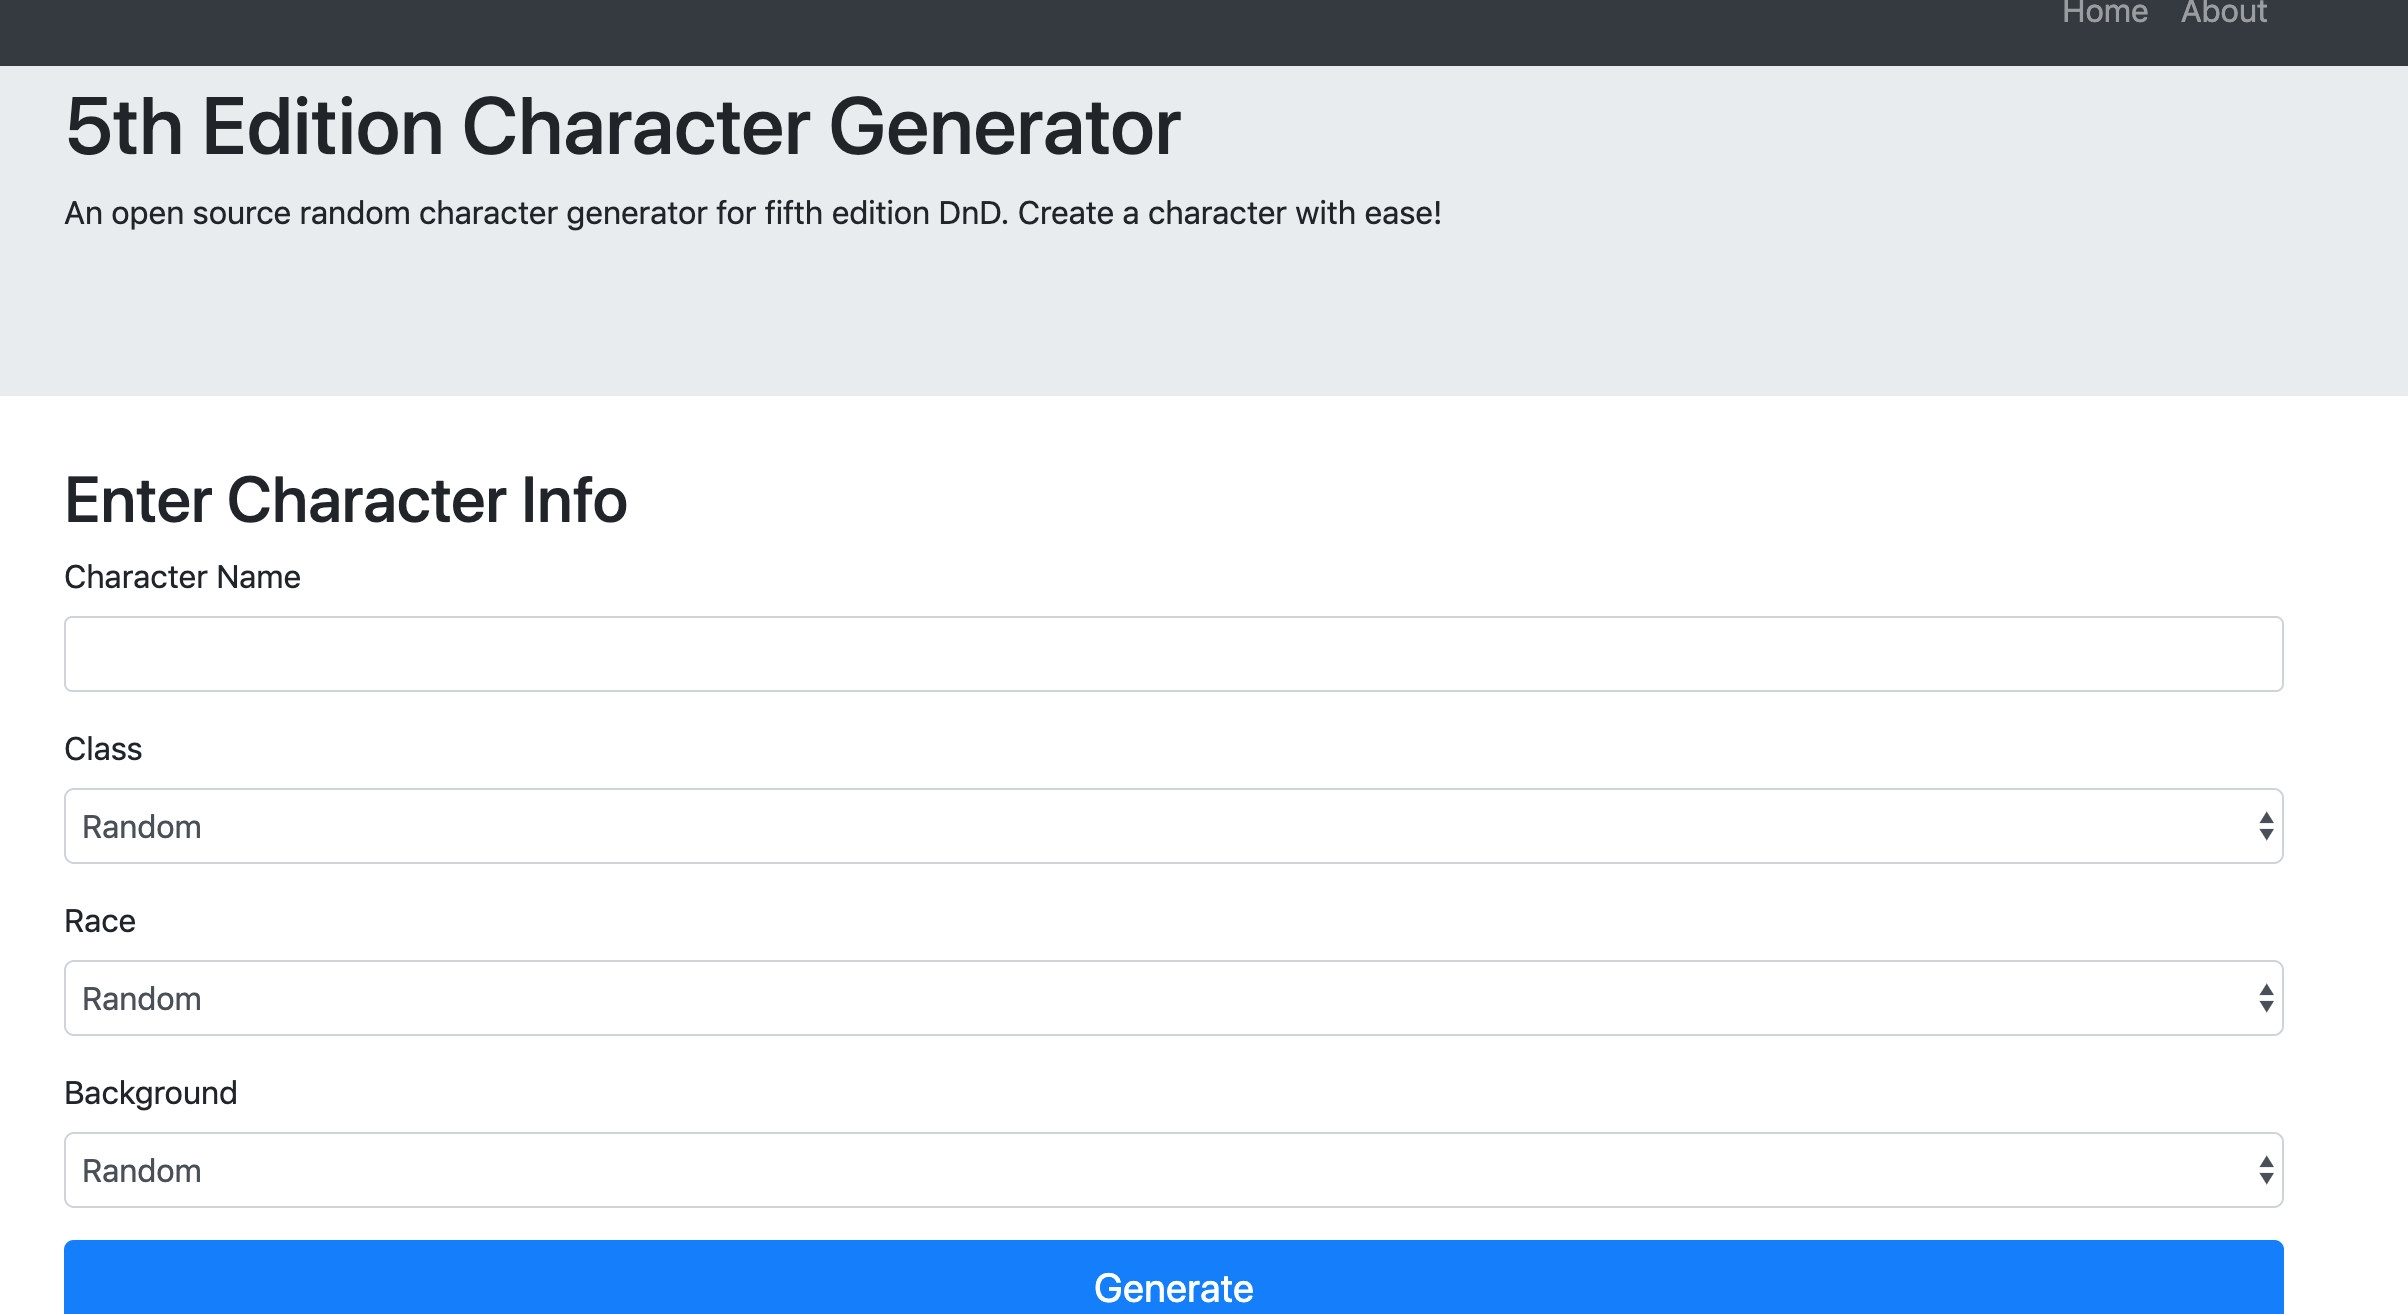 Home About
5th Edition Character Generator
An open source random character generator for fifth edition DnD. Create a character with ease!
Enter Character Info
Character Name
Class
Random
Race
Random
Background
Random
Generate